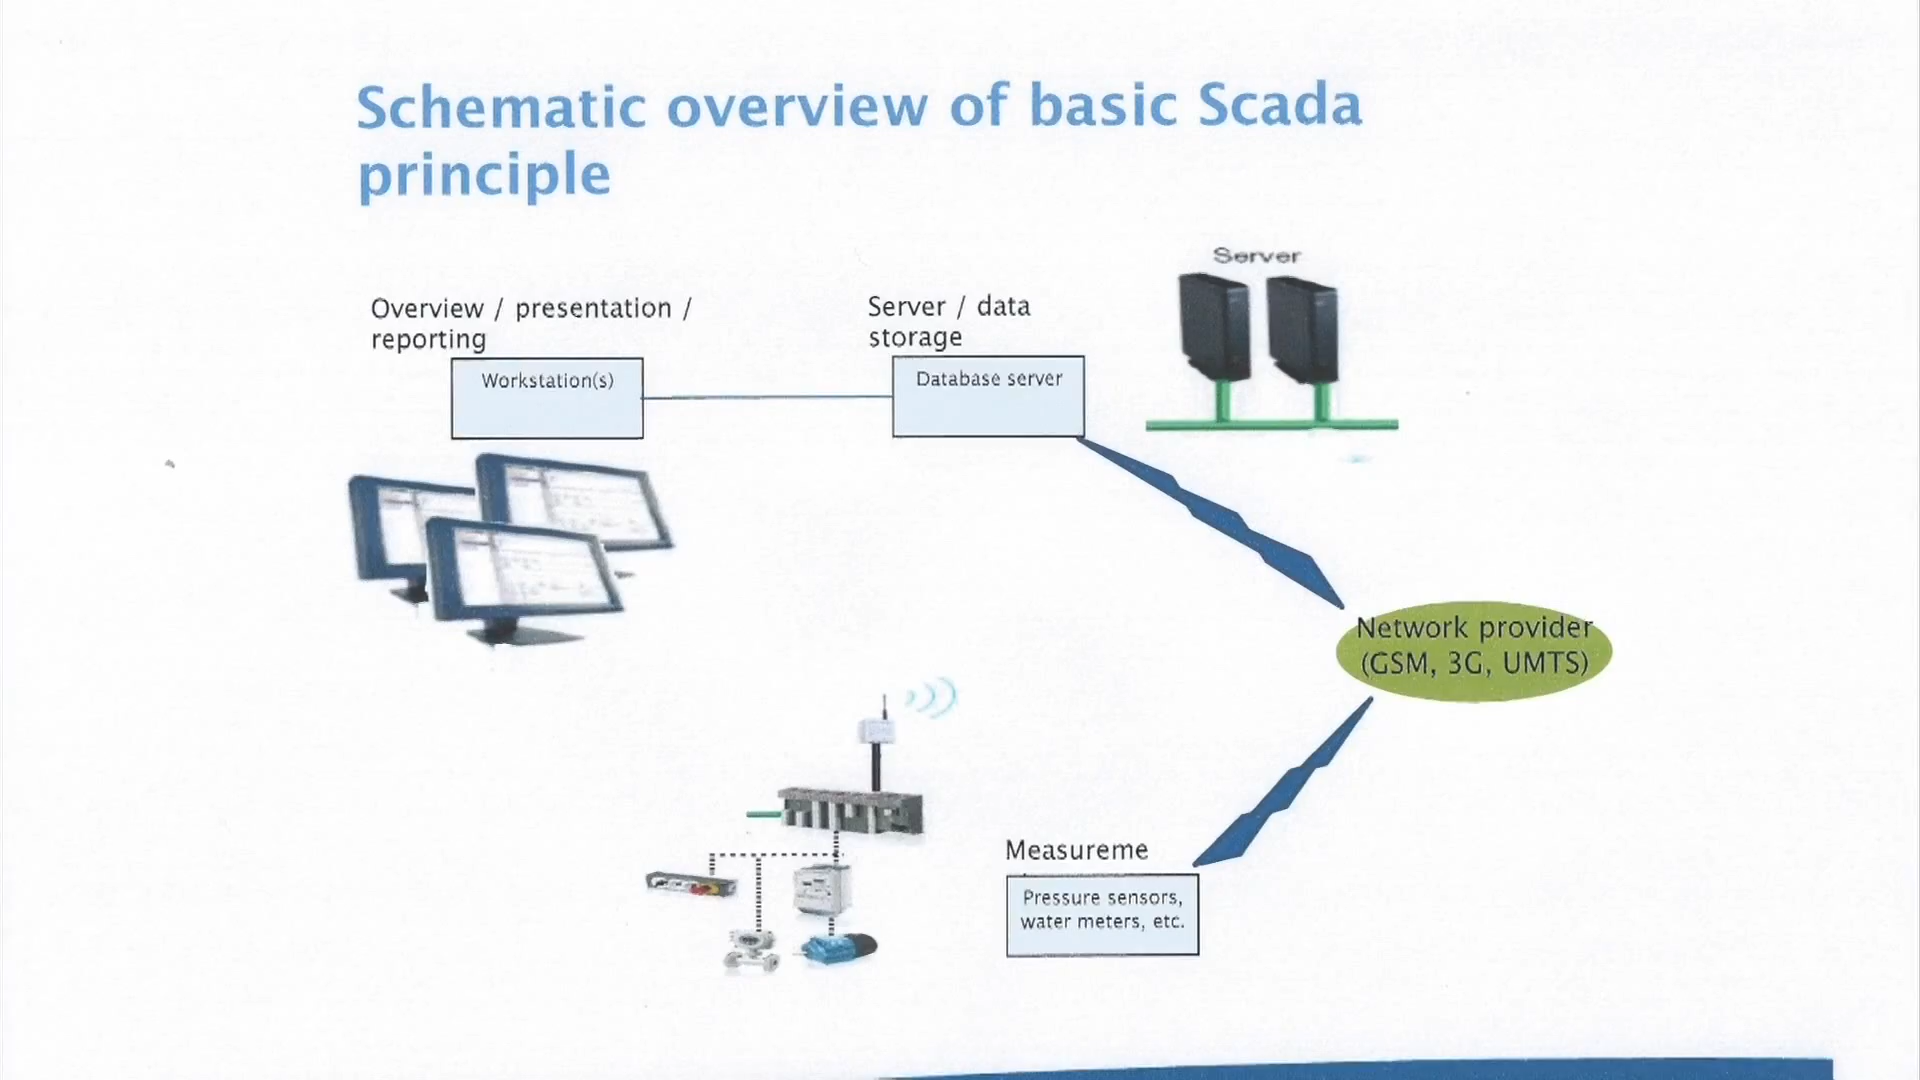 Schematic overview of basic Scada
principle
Server
Overview / presentation /
reporting
Server / data
storage
Workstation(s)
Database server
Network provider
(GSM, 3G, UMTS)
Measureme
Pressure sensors,
water meters, etc.